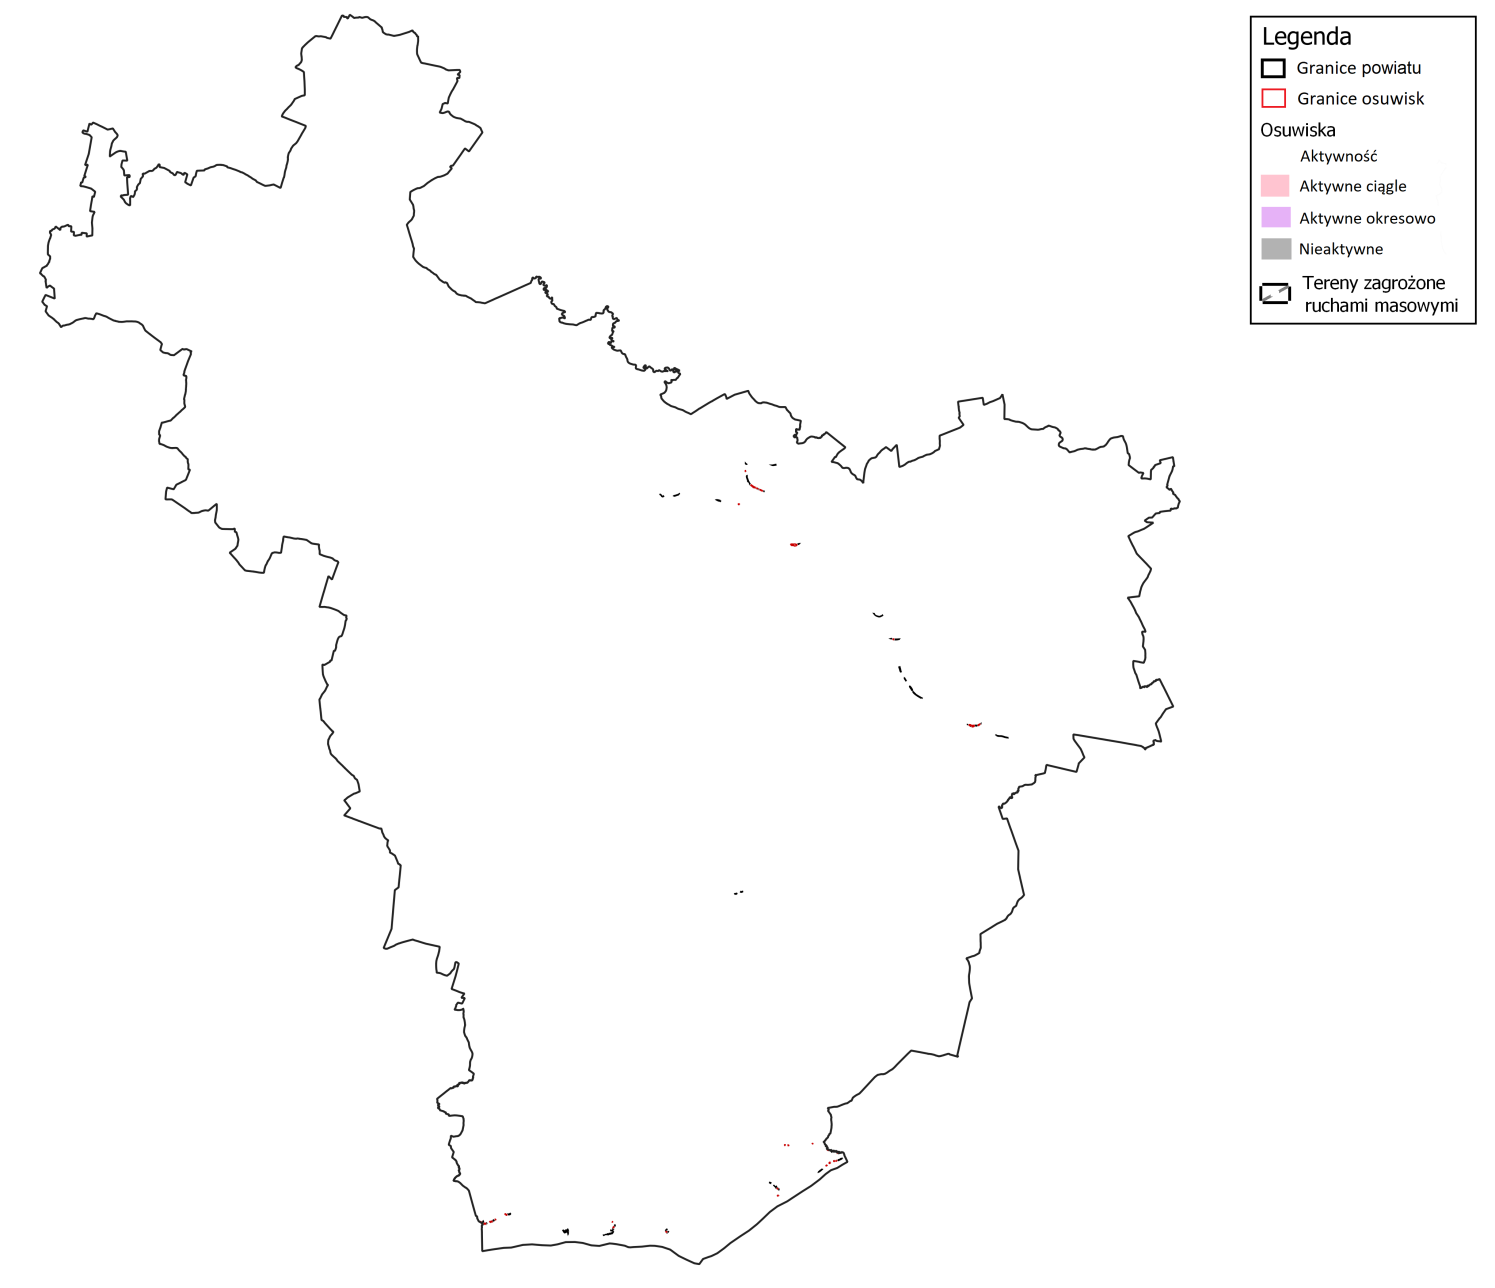 Legenda
Granice powiatu
Granice osuwisk
Osuwiska
Aktywność
Aktywne ciągle
Aktywne okresowo
Nieaktywne
Tereny zagrożone
ruchami masowymi